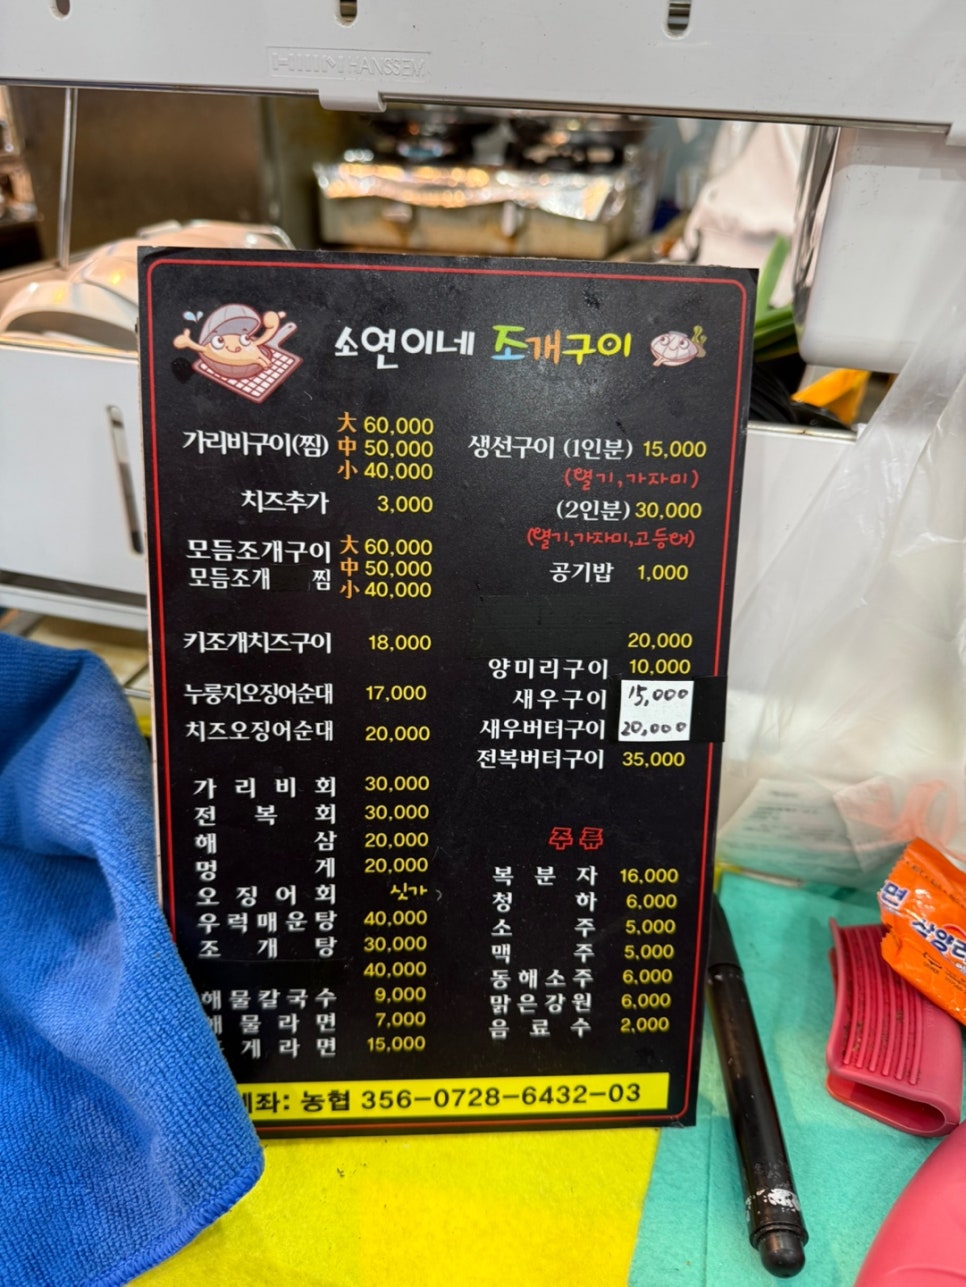 HANSSEM
소연이네 조개구이
가리비구이(찜) 大 60,000
中 50,000
小 40,000
치즈추가 3,000
모듬조개구이 大 60,000
모듬조개 찜 中 50,000
小 40,000
키조개치즈구이 18,000
누룽지오징어순대 17,000
치즈오징어순대 20,000
가리비회 30,000
전복회 30,000
해삼 20,000
멍게 20,000
오징어회 싯가
우럭매운탕 40,000
조개탕 30,000
40,000
해물칼국수 9,000
해물라면 7,000
게라면 15,000
생선구이 (1인분) 15,000
(열기,가자미)
(2인분) 30,000
(열기,가자미,고등어)
공기밥 1,000
20,000
양미리구이 10,000
새우구이 15,000
새우버터구이 20,000
전복버터구이 35,000
주류
복분자 16,000
청하 6,000
소주 5,000
맥주 5,000
동해소주 6,000
맑은강원 6,000
음료수 2,000
계좌: 농협 356-0728-6432-03
면
삼양라